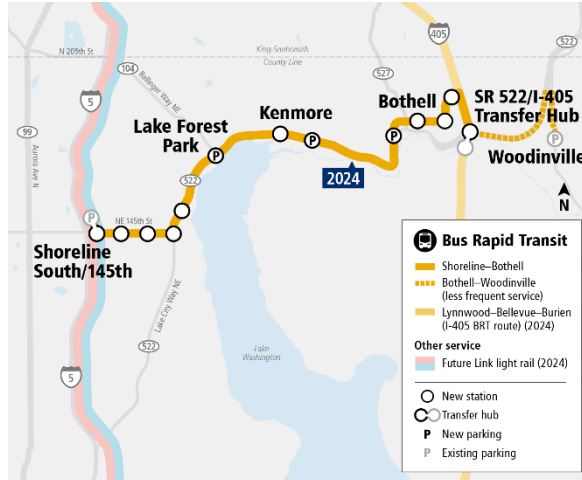 N 205th St
King-Snohomish
County Line
405
522
104
Ballinger Way NE
527
5
99
Aurora Ave N
Bothell
SR 522/I-405
Transfer Hub
Kenmore
Lake Forest
Park
Woodinville
P
P
P
P
P
2024
N
522
P
NE 145th St
Shoreline
South/145th
Lake City Way NE
522
Lake
Washington
5
Bus Rapid Transit
Shoreline–Bothell
Bothell–Woodinville
(less frequent service)
Lynnwood–Bellevue–Burien
(I-405 BRT route) (2024)
Other service
Future Link light rail (2024)
New station
Transfer hub
P New parking
P Existing parking